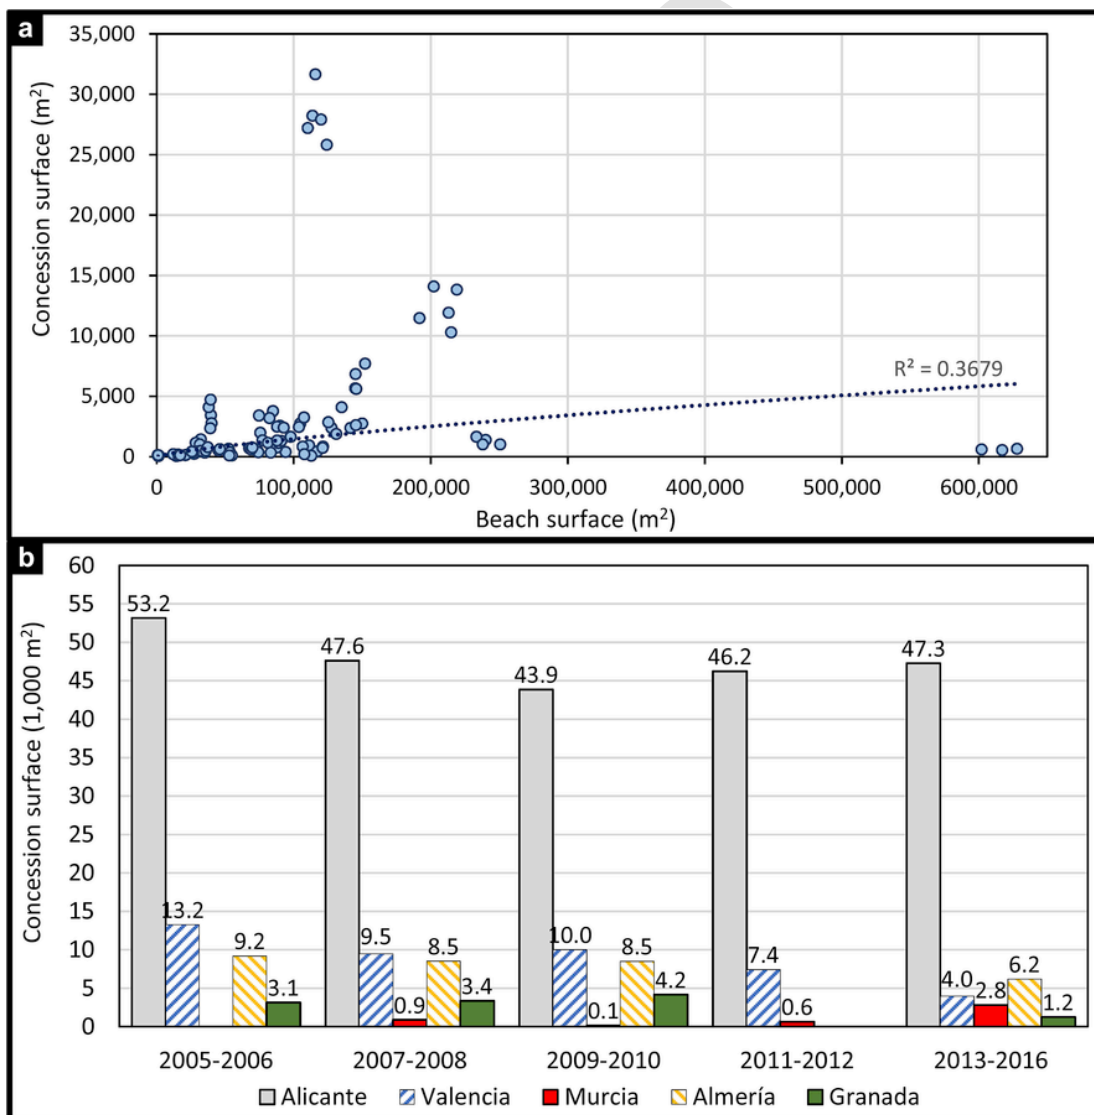 a
35,000
30,000
25,000
20,000
15,000
10,000
5,000
0
Concession surface (m²)
R² = 0.3679
0 100,000 200,000 300,000 400,000 500,000 600,000
Beach surface (m²)
b
60
55
50
45
40
35
30
25
20
15
10
5
0
Concession surface (1,000 m²)
53.2 13.2 9.2 3.1
47.6 9.5 0.9 8.5 3.4
43.9 10.0 0.1 8.5 4.2
46.2 7.4 0.6
47.3 4.0 2.8 6.2 1.2
2005-2006 2007-2008 2009-2010 2011-2012 2013-2016
Alicante Valencia Murcia Almería Granada